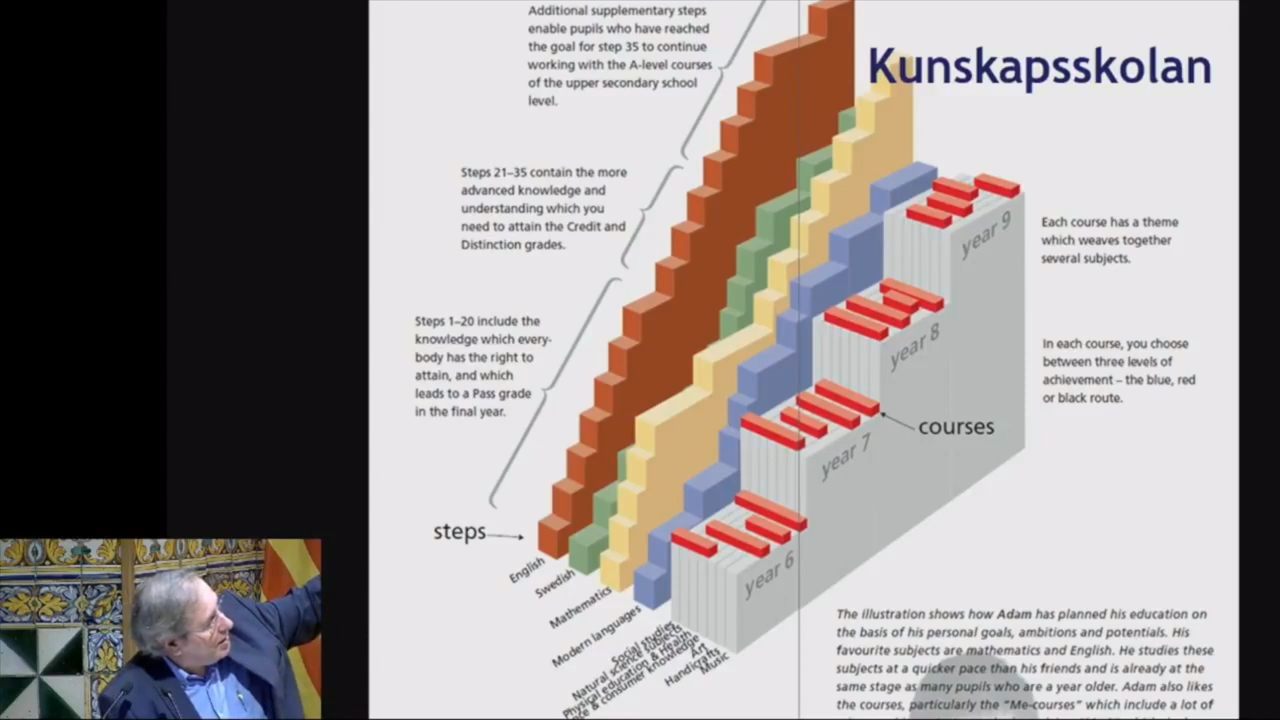 Additional supplementary steps
enable pupils who have reached
the goal for step 35 to continue
working with the A-level courses
of the upper secondary school
level.
Kunskapsskolan
Steps 21–35 contain the more
advanced knowledge and
understanding which you
need to attain the Credit and
Distinction grades.
Each course has a theme
which weaves together
several subjects.
Steps 1–20 include the
knowledge which every-
body has the right to
attain, and which
leads to a Pass grade
in the final year.
In each course, you choose
between three levels of
achievement – the blue, red
or black route.
year 9
year 8
year 7
year 6
courses
steps
English
Swedish
Mathematics
Modern languages
Social studies
Natural science subjects
Physical education & Health
& consumer knowledge
Art
Handicrafts
Music
The illustration shows how Adam has planned his education on
the basis of his personal goals, ambitions and potentials. His
favourite subjects are mathematics and English. He studies these
subjects at a quicker pace than his friends and is already at the
same stage as many pupils who are a year older. Adam also likes
the courses, particularly the “Me-courses” which include a lot of